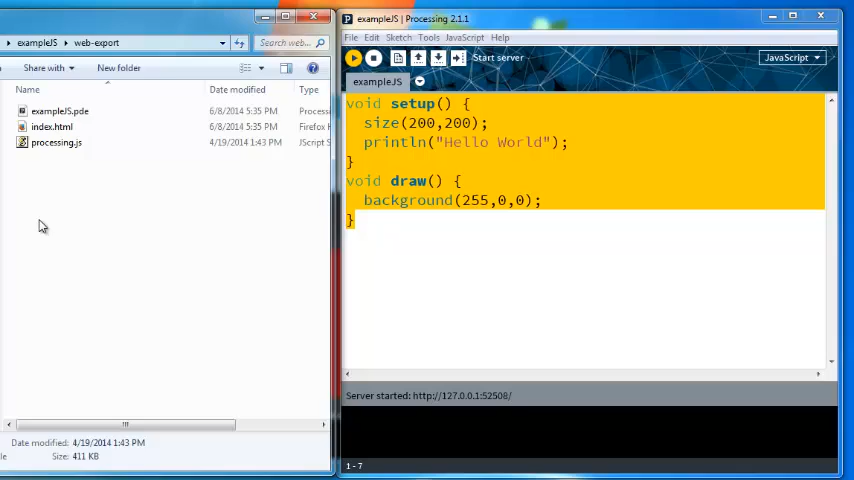 exampleJS
web-export
Search web...
Share with
New folder
Name
Date modified
Type
exampleJS.pde
6/8/2014 5:35 PM
Process
index.html
6/8/2014 5:35 PM
Firefox H
processing.js
4/19/2014 1:43 PM
JScript S
Date modified: 4/19/2014 1:43 PM
Size: 411 KB
exampleJS | Processing 2.1.1
File Edit Sketch Tools JavaScript Help
Start server
JavaScript
exampleJS
void setup() {
size(200,200);
println("Hello World");
}
void draw() {
background(255,0,0);
}
Server started: http://127.0.0.1:52508/
1 - 7